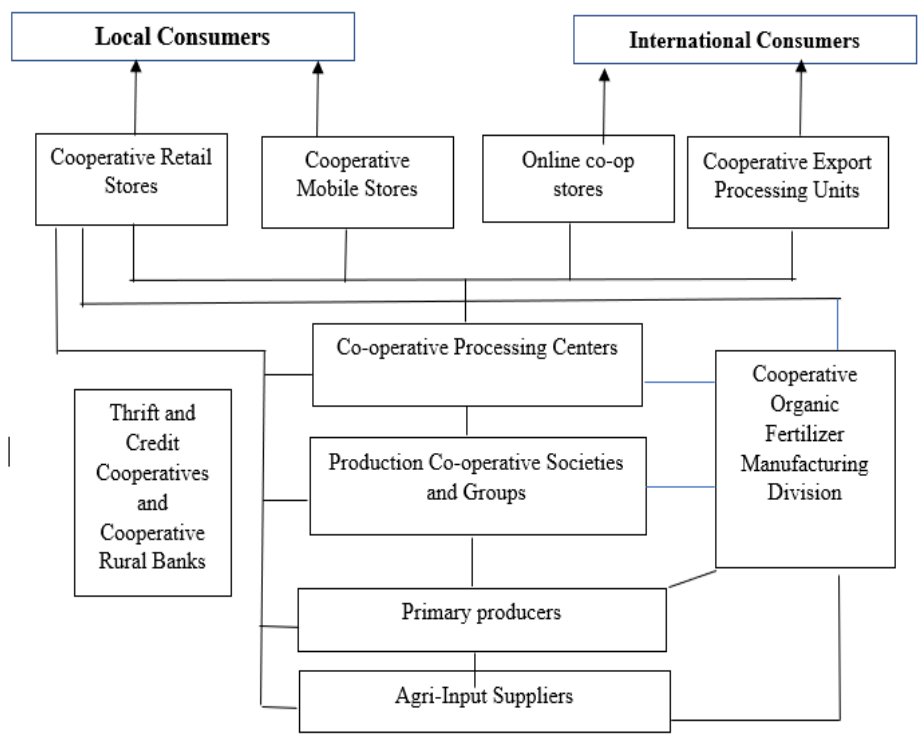 Local Consumers
International Consumers
Cooperative Retail
Stores
Cooperative
Mobile Stores
Online co-op
stores
Cooperative Export
Processing Units
Co-operative Processing Centers
Cooperative
Organic
Fertilizer
Manufacturing
Division
Thrift and
Credit
Cooperatives
and
Cooperative
Rural Banks
Production Co-operative Societies
and Groups
Primary producers
Agri-Input Suppliers